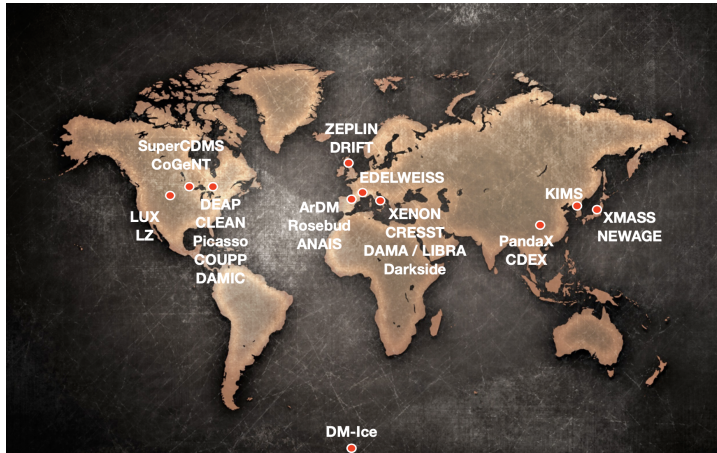 ZEPLIN
DRIFT
SuperCDMS
CoGeNT
EDELWEISS
KIMS
DEAP
CLEAN
Picasso
COUPP
DAMIC
LUX
LZ
ArDM
Rosebud
ANAIS
XENON
CRESST
DAMA / LIBRA
Darkside
XMASS
NEWAGE
PandaX
CDEX
DM-Ice